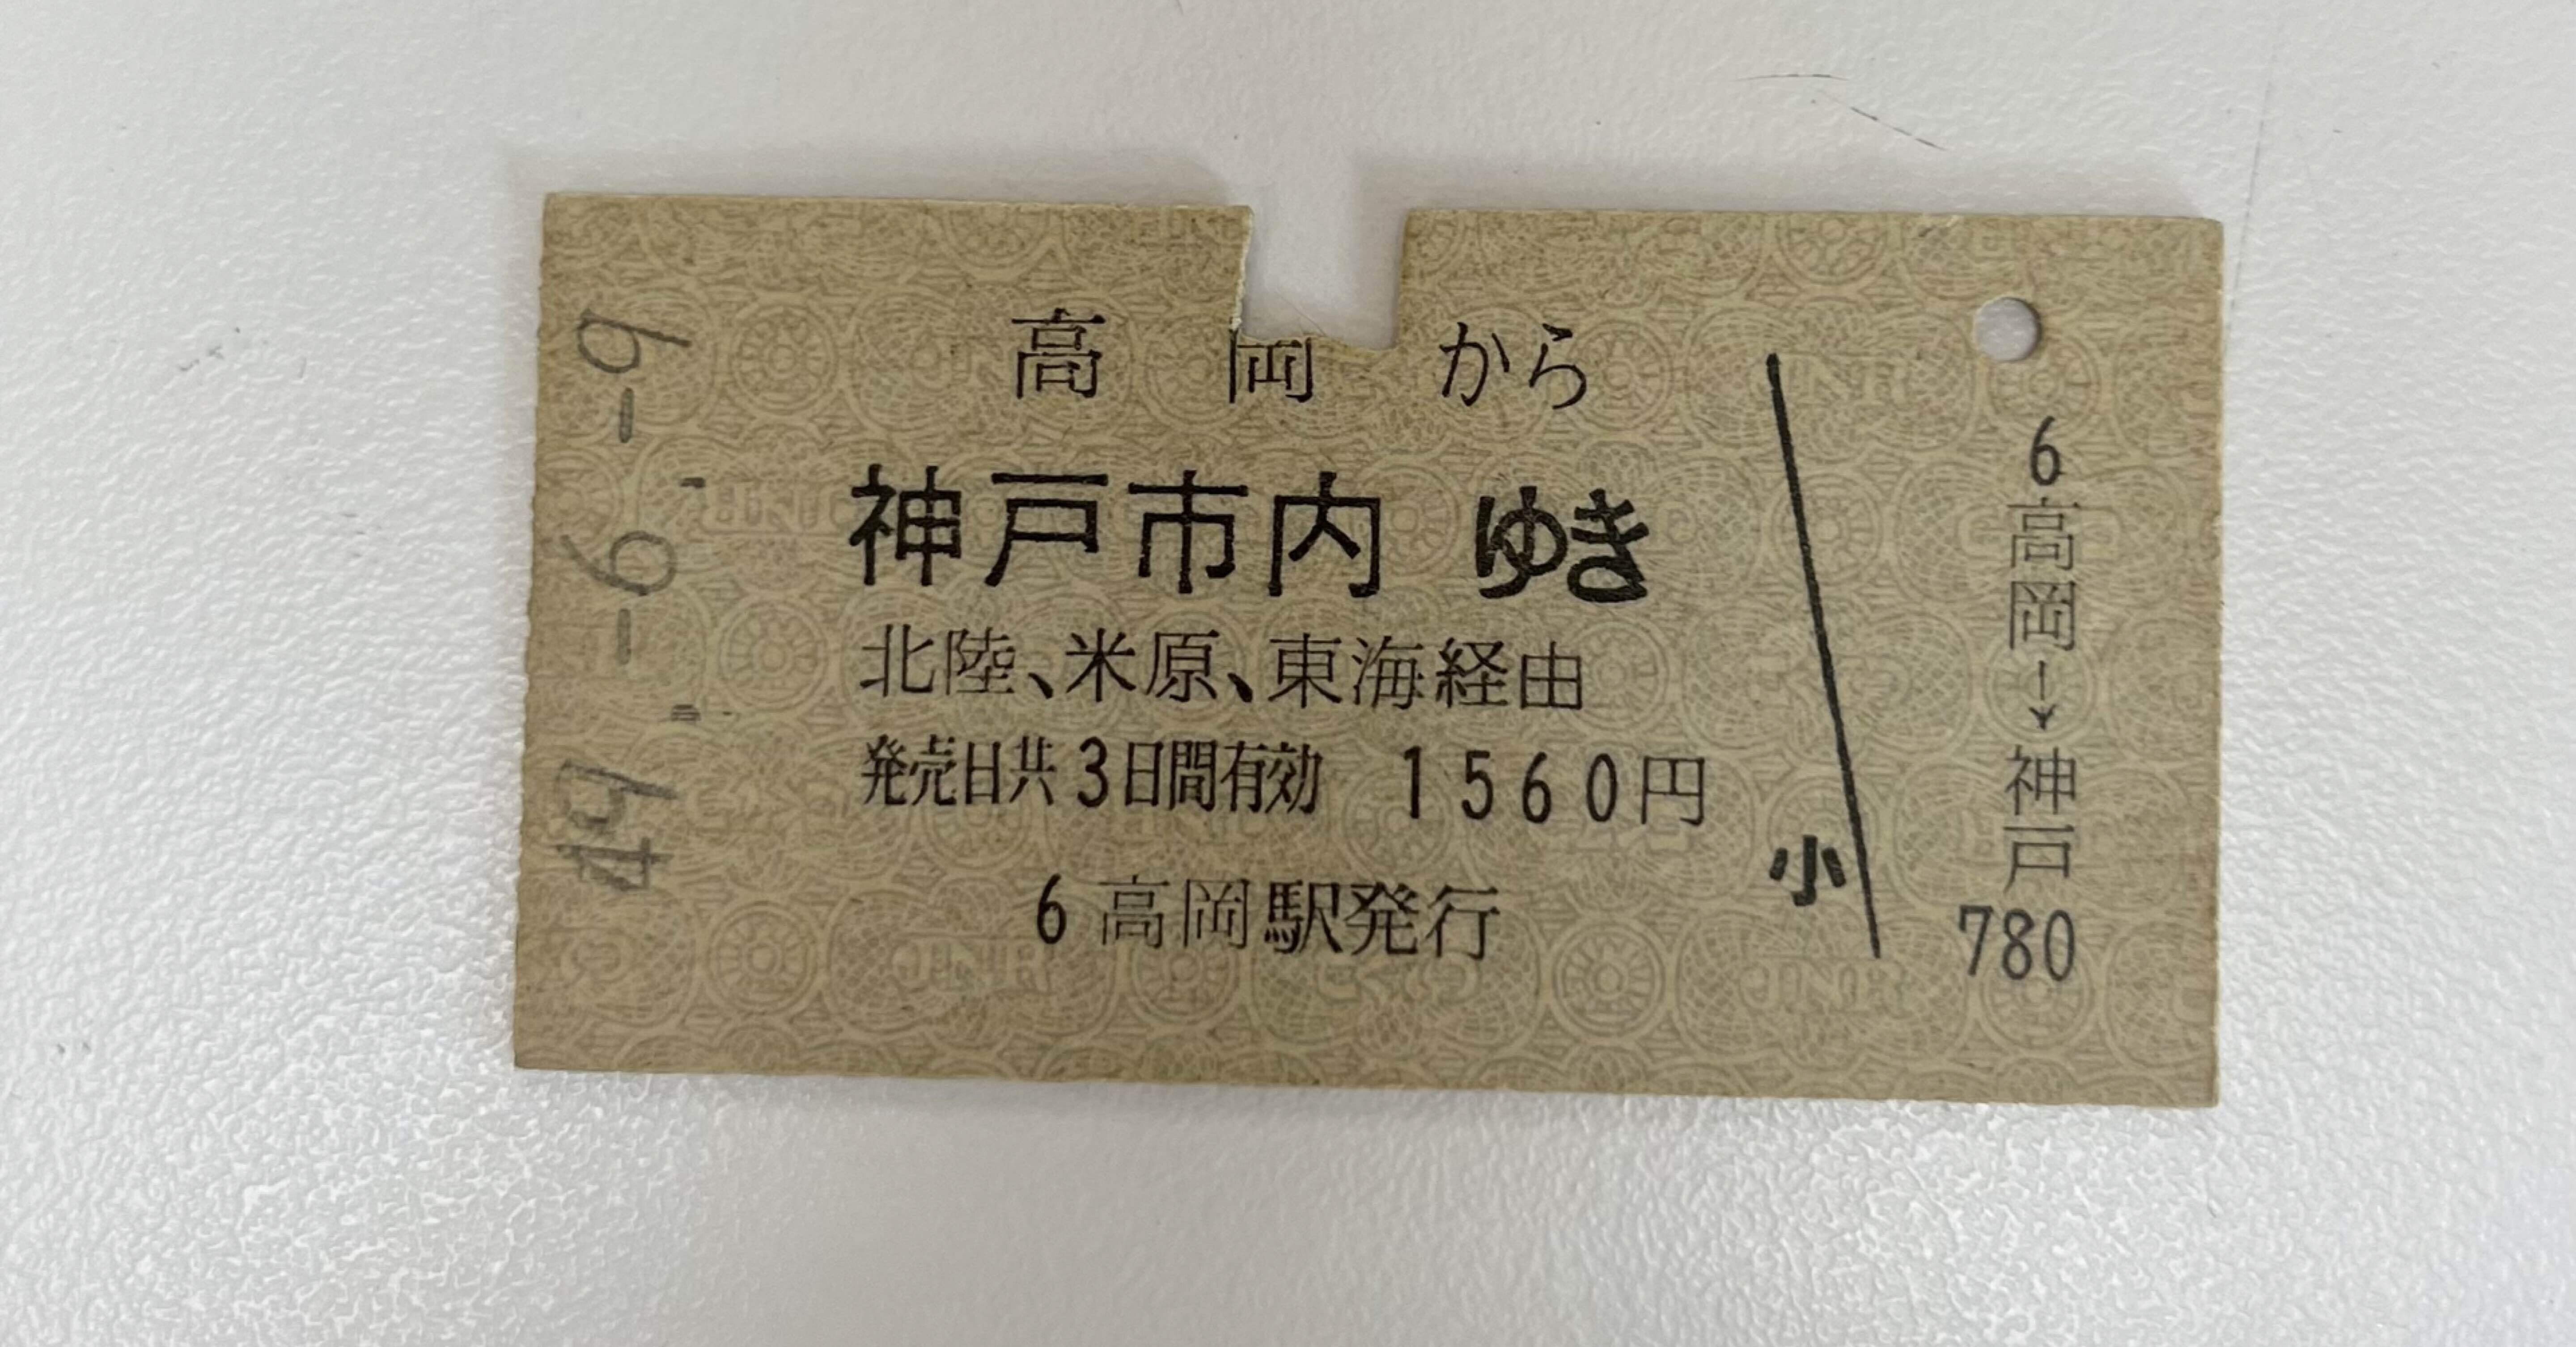 49.-6.-9
高岡から
神戸市内 ゆき
北陸、米原、東海経由
発売日共3日間有効 1560円
6 高岡駅発行
小
6高岡→神戸
780